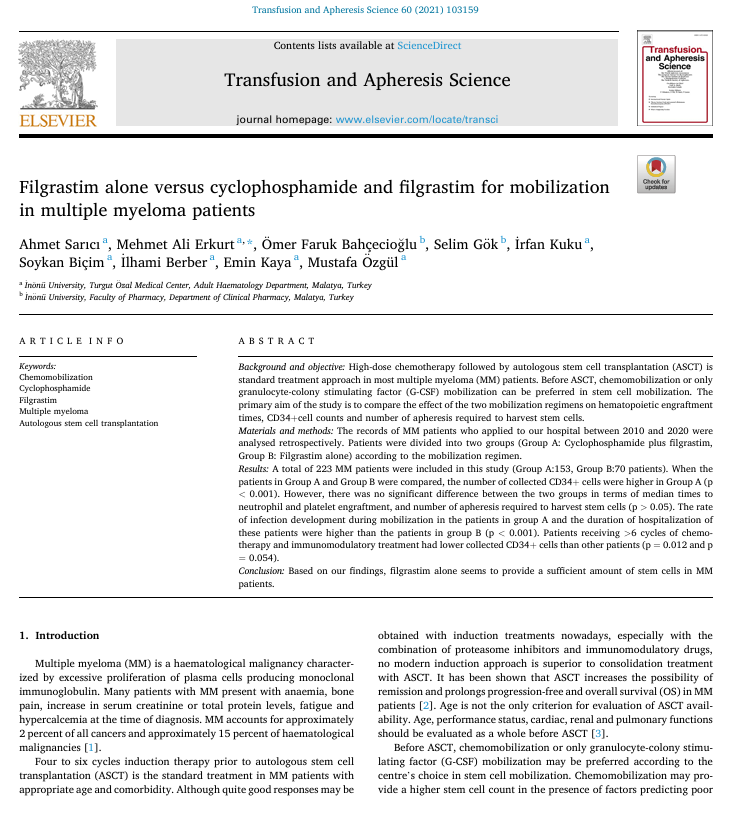 Transfusion and Apheresis Science 60 (2021) 103159
Contents lists available at ScienceDirect
Transfusion and Apheresis Science
journal homepage: www.elsevier.com/locate/transci
ELSEVIER
Transfusion
and Apheresis
Science
Check for
updates
Filgrastim alone versus cyclophosphamide and filgrastim for mobilization
in multiple myeloma patients
Ahmet Sarıcı a, Mehmet Ali Erkurt a,*, Ömer Faruk Bahçecioğlu b, Selim Gök b, İrfan Kuku a,
Soykan Biçim a, İlhami Berber a, Emin Kaya a, Mustafa Özgül a
a İnönü University, Turgut Özal Medical Center, Adult Haematology Department, Malatya, Turkey
b İnönü University, Faculty of Pharmacy, Department of Clinical Pharmacy, Malatya, Turkey
ARTICLE INFO
Keywords:
Chemomobilization
Cyclophosphamide
Filgrastim
Multiple myeloma
Autologous stem cell transplantation
ABSTRACT
Background and objective: High-dose chemotherapy followed by autologous stem cell transplantation (ASCT) is
standard treatment approach in most multiple myeloma (MM) patients. Before ASCT, chemomobilization or only
granulocyte-colony stimulating factor (G-CSF) mobilization can be preferred in stem cell mobilization. The
primary aim of the study is to compare the effect of the two mobilization regimens on hematopoietic engraftment
times, CD34+cell counts and number of apheresis required to harvest stem cells.
Materials and methods: The records of MM patients who applied to our hospital between 2010 and 2020 were
analysed retrospectively. Patients were divided into two groups (Group A: Cyclophosphamide plus filgrastim,
Group B: Filgrastim alone) according to the mobilization regimen.
Results: A total of 223 MM patients were included in this study (Group A:153, Group B:70 patients). When the
patients in Group A and Group B were compared, the number of collected CD34+ cells were higher in Group A (p
< 0.001). However, there was no significant difference between the two groups in terms of median times to
neutrophil and platelet engraftment, and number of apheresis required to harvest stem cells (p > 0.05). The rate
of infection development during mobilization in the patients in group A and the duration of hospitalization of
these patients were higher than the patients in group B (p < 0.001). Patients receiving >6 cycles of chemo-
therapy and immunomodulatory treatment had lower collected CD34+ cells than other patients (p = 0.012 and p
= 0.054).
Conclusion: Based on our findings, filgrastim alone seems to provide a sufficient amount of stem cells in MM
patients.
1. Introduction
Multiple myeloma (MM) is a haematological malignancy character-
ized by excessive proliferation of plasma cells producing monoclonal
immunoglobulin. Many patients with MM present with anaemia, bone
pain, increase in serum creatinine or total protein levels, fatigue and
hypercalcemia at the time of diagnosis. MM accounts for approximately
2 percent of all cancers and approximately 15 percent of haematological
malignancies [1].
Four to six cycles induction therapy prior to autologous stem cell
transplantation (ASCT) is the standard treatment in MM patients with
appropriate age and comorbidity. Although quite good responses may be
obtained with induction treatments nowadays, especially with the
combination of proteasome inhibitors and immunomodulatory drugs,
no modern induction approach is superior to consolidation treatment
with ASCT. It has been shown that ASCT increases the possibility of
remission and prolongs progression-free and overall survival (OS) in MM
patients [2]. Age is not the only criterion for evaluation of ASCT avail-
ability. Age, performance status, cardiac, renal and pulmonary functions
should be evaluated as a whole before ASCT [3].
Before ASCT, chemomobilization or only granulocyte-colony stimu-
lating factor (G-CSF) mobilization may be preferred according to the
centre's choice in stem cell mobilization. Chemomobilization may pro-
vide a higher stem cell count in the presence of factors predicting poor